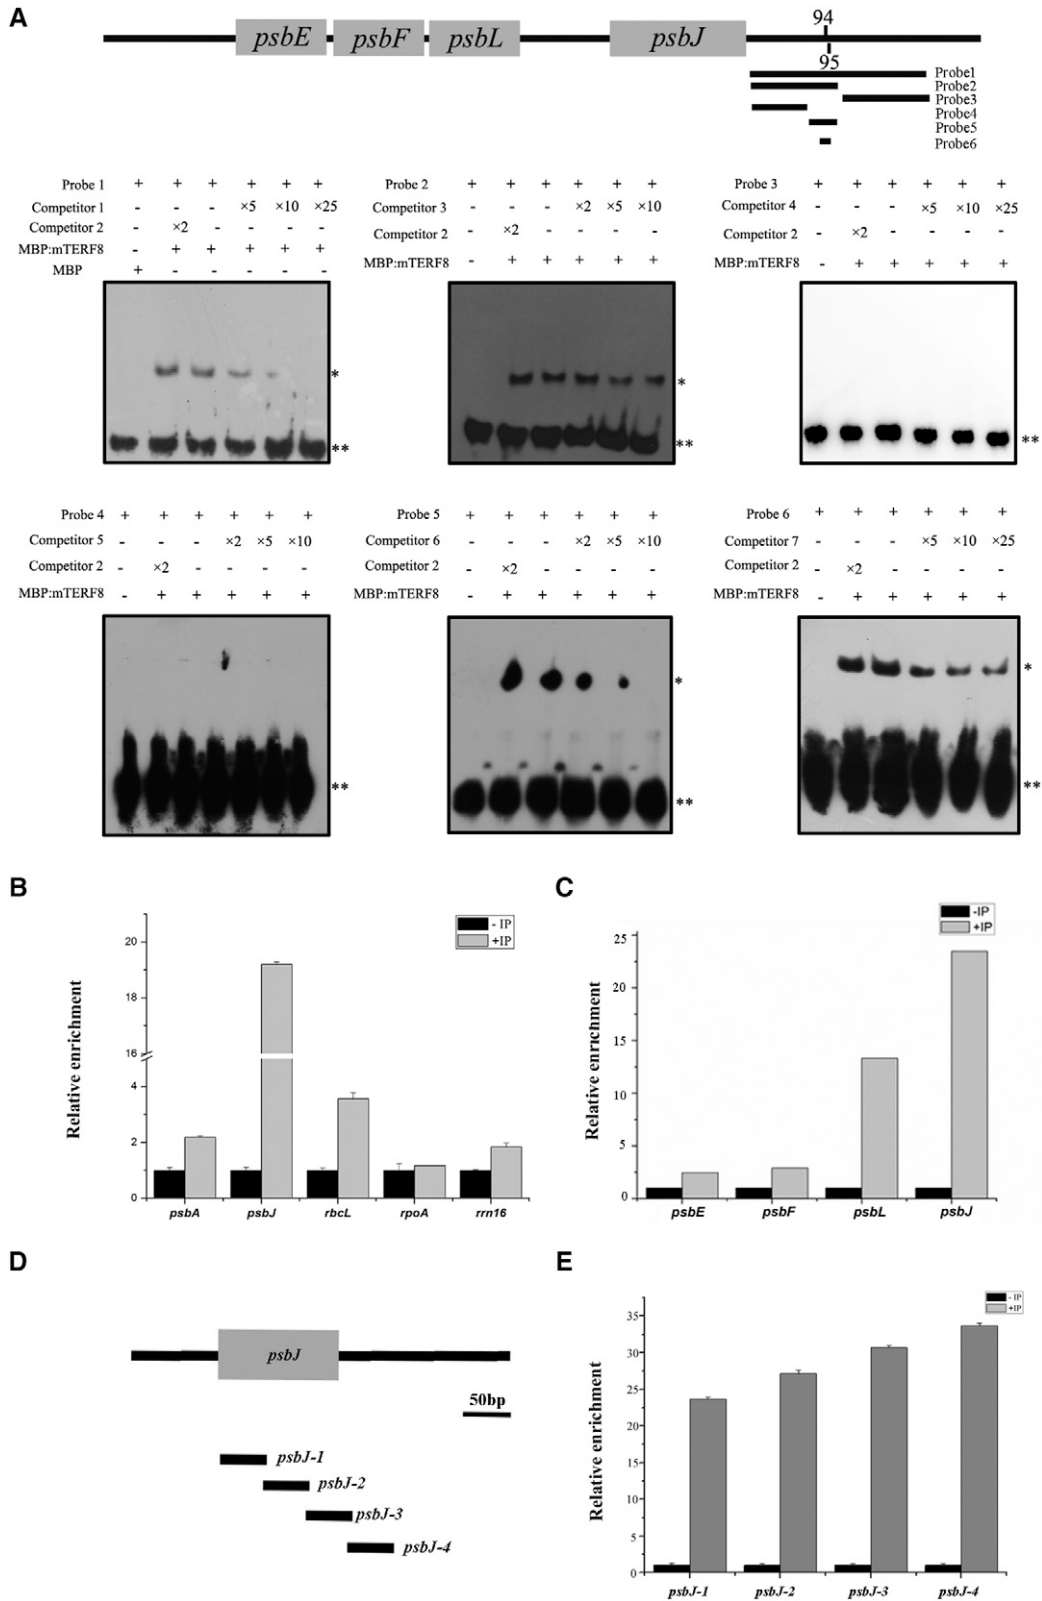 A
psbE psbF psbL psbJ
94
95
Probe1
Probe2
Probe3
Probe4
Probe5
Probe6
Probe 1 + + + + + +
Competitor 1 - - - ×5 ×10 ×25
Competitor 2 - ×2 - - - -
MBP:mTERF8 - + + + + +
MBP + - - - - -
*
**
Probe 2 + + + + + +
Competitor 3 - - - ×2 ×5 ×10
Competitor 2 - ×2 - - - -
MBP:mTERF8 - + + + + +
*
**
Probe 3 + + + + + +
Competitor 4 - - - ×5 ×10 ×25
Competitor 2 - ×2 - - - -
MBP:mTERF8 - + + + + +
**
Probe 4 + + + + + +
Competitor 5 - - - ×2 ×5 ×10
Competitor 2 - ×2 - - - -
MBP:mTERF8 - + + + + +
**
Probe 5 + + + + + +
Competitor 6 - - - ×2 ×5 ×10
Competitor 2 - ×2 - - - -
MBP:mTERF8 - + + + + +
*
**
Probe 6 + + + + + +
Competitor 7 - - - ×5 ×10 ×25
Competitor 2 - ×2 - - - -
MBP:mTERF8 - + + + + +
*
**
B
- IP
+IP
Relative enrichment
20
18
16
4
2
0
psbA psbJ rbcL rpoA rrn16
C
-IP
+IP
Relative enrichment
25
20
15
10
5
0
psbE psbF psbL psbJ
D
psbJ
50bp
psbJ-1
psbJ-2
psbJ-3
psbJ-4
E
- IP
+IP
Relative enrichment
35
30
25
20
15
10
5
0
psbJ-1 psbJ-2 psbJ-3 psbJ-4